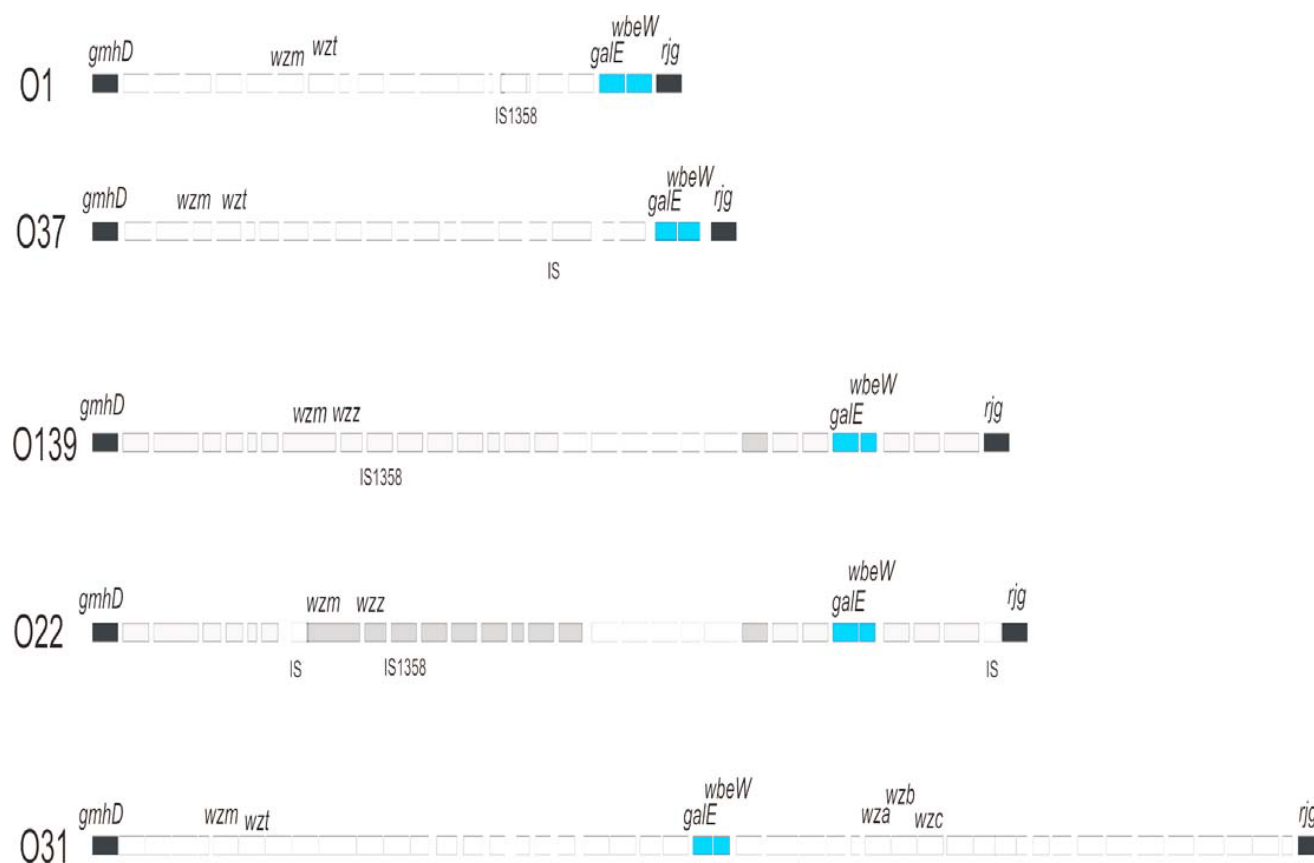 wbeW
gmhD wzm wzt galE rjg
O1
IS1358
wbeW
gmhD wzm wzt galE rjg
O37
IS
wbeW
gmhD wzm wzz galE rjg
O139
IS1358
wbeW
gmhD wzm wzz galE rjg
O22
IS IS1358 IS
wbeW wzb
gmhD wzm wzt galE wza wzc rjg
O31